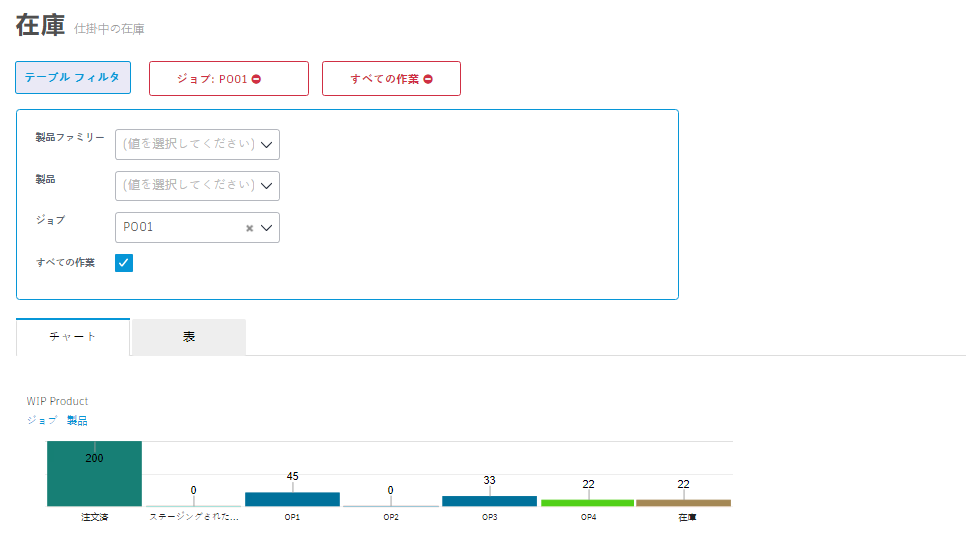 在庫 仕掛中の在庫
テーブル フィルタ ジョブ: PO01 すべての作業
製品ファミリー (値を選択してください)
製品 (値を選択してください)
ジョブ PO01
すべての作業
チャート 表
WIP Product
ジョブ 製品
200 0 45 0 33 22 22
注文済 ステージングされた... OP1 OP2 OP3 OP4 在庫